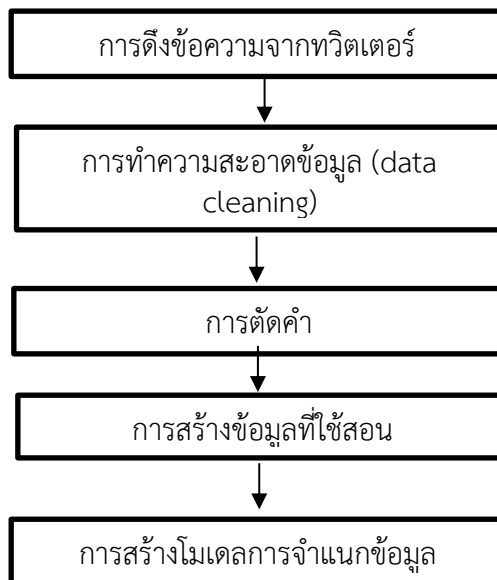 การดึงข้อความจากทวิตเตอร์
การทำความสะอาดข้อมูล (data
cleaning)
การตัดคำ
การสร้างข้อมูลที่ใช้สอน
การสร้างโมเดลการจำแนกข้อมูล